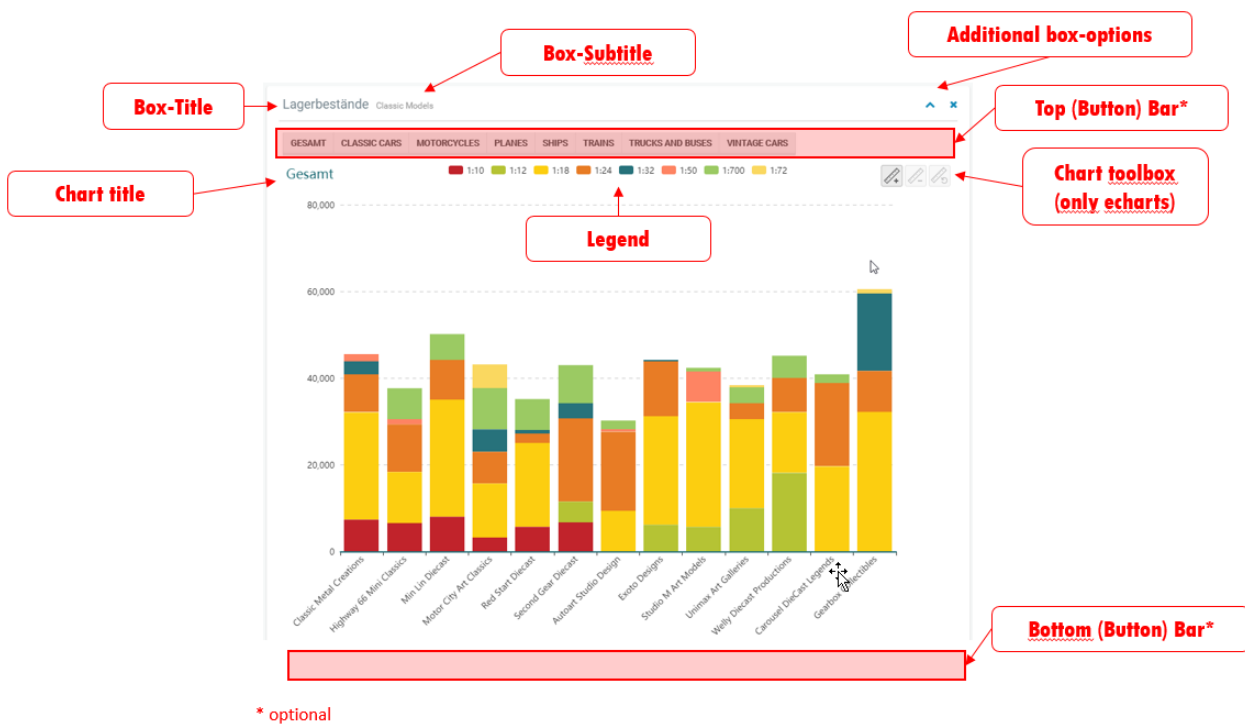 Additional box-options
Box-Subtitle
Box-Title
Lagerbestände Classic Models
Top (Button) Bar*
GESAMT CLASSIC CARS MOTORCYCLES PLANES SHIPS TRAINS TRUCKS AND BUSES VINTAGE CARS
Gesamt
1:10 1:12 1:18 1:24 1:32 1:50 1:700 1:72
Chart title
Chart toolbox
(only echarts)
Legend
80,000
60,000
40,000
20,000
0
Classic Metal Creations
Highway 66 Mini Classics
Min Lin Diecast
Motor City Art Classics
Red Start Diecast
Second Gear Diecast
Autoart Studio Design
Exoto Designs
Studio M Art Models
Unimax Art Galleries
Welly Diecast Productions
Carousel DieCast Legends
Gearbox Collectibles
Bottom (Button) Bar*
* optional